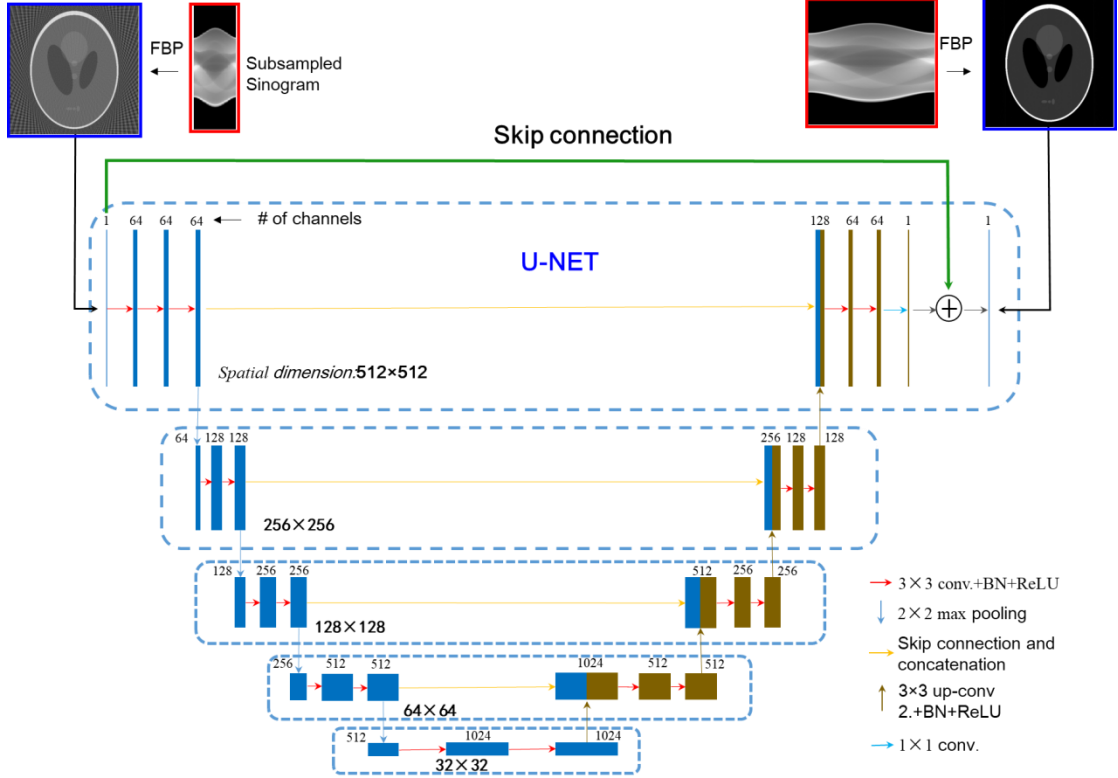 FBP
Subsampled
Sinogram
FBP
Skip connection
1 64 64 64 # of channels
128 64 64 1 1
U-NET
Spatial dimension:512×512
64 128 128
256 128 128
256×256
128 256 256
512 256 256
128×128
256 512 512
1024 512 512
64×64
512 1024 1024
32×32
3×3 conv.+BN+ReLU
2×2 max pooling
Skip connection and
concatenation
3×3 up-conv
2.+BN+ReLU
1×1 conv.